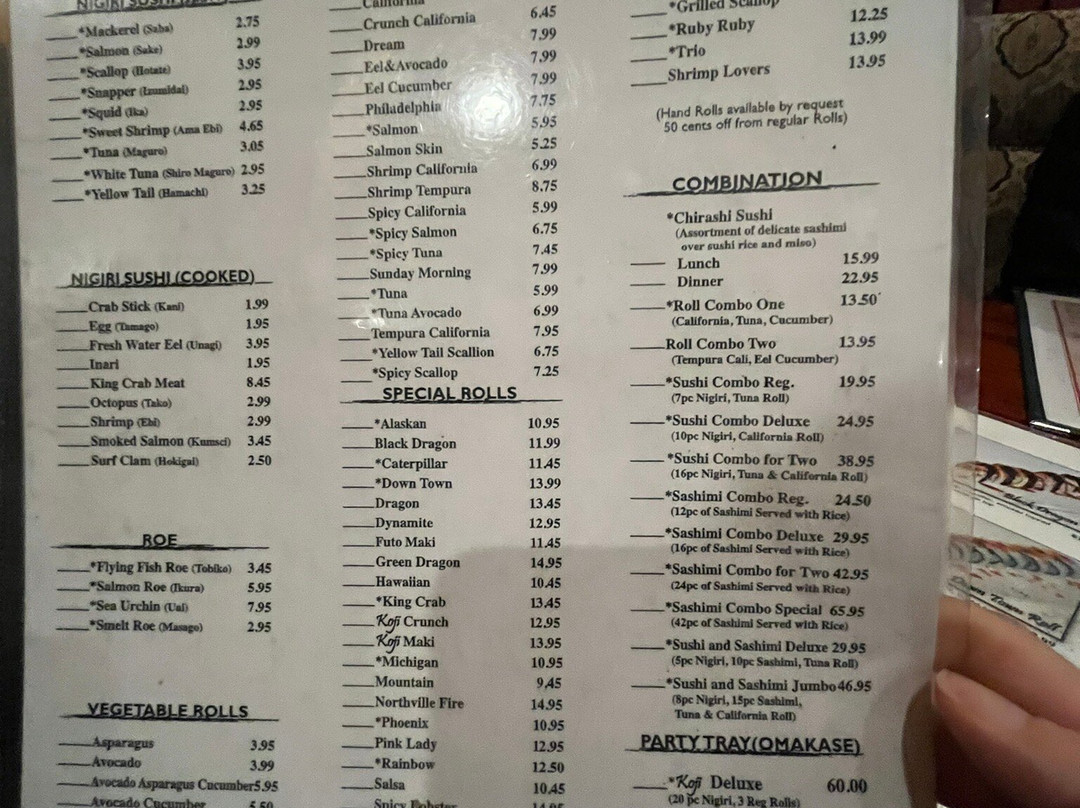 NIGIRI SUSHI
*Mackerel (Saba) 2.75
*Salmon (Sake) 2.99
*Scallop (Hotate) 3.95
*Snapper (Izumidai) 2.95
*Squid (Ika) 2.95
*Sweet Shrimp (Ama Ebi) 4.65
*Tuna (Maguro) 3.05
*White Tuna (Shiro Maguro) 2.95
*Yellow Tail (Hamachi) 3.25
NIGIRI SUSHI (COOKED)
Crab Stick (Kani) 1.99
Egg (Tamago) 1.95
Fresh Water Eel (Unagi) 3.95
Inari 1.95
King Crab Meat 8.45
Octopus (Tako) 2.99
Shrimp (Ebi) 2.99
Smoked Salmon (Kumsei) 3.45
Surf Clam (Hokigai) 2.50
ROE
*Flying Fish Roe (Tobiko) 3.45
*Salmon Roe (Ikura) 5.95
*Sea Urchin (Uni) 7.95
*Smelt Roe (Masago) 2.95
VEGETABLE ROLLS
Asparagus 3.95
Avocado 3.99
Avocado Asparagus Cucumber 5.95
Avocado Cucumber 5.50
California
Crunch California 6.45
Dream 7.99
Eel&Avocado 7.99
Eel Cucumber 7.99
Philadelphia 7.75
*Salmon 5.95
Salmon Skin 5.25
Shrimp California 6.99
Shrimp Tempura 8.75
Spicy California 5.99
*Spicy Salmon 6.75
*Spicy Tuna 7.45
Sunday Morning 7.99
*Tuna 5.99
*Tuna Avocado 6.99
Tempura California 7.95
*Yellow Tail Scallion 6.75
*Spicy Scallop 7.25
SPECIAL ROLLS
*Alaskan 10.95
Black Dragon 11.99
*Caterpillar 11.45
*Down Town 13.99
Dragon 13.45
Dynamite 12.95
Futo Maki 11.45
Green Dragon 14.95
Hawaiian 10.45
*King Crab 13.45
Koji Crunch 12.95
Koji Maki 13.95
*Michigan 10.95
Mountain 9.45
Northville Fire 14.95
*Phoenix 10.95
Pink Lady 12.95
*Rainbow 12.50
Salsa 10.45
Spicy Lobster
*Grilled Scallop
*Ruby Ruby 12.25
*Trio 13.99
Shrimp Lovers 13.95
(Hand Rolls available by request
50 cents off from regular Rolls)
COMBINATION
*Chirashi Sushi
(Assortment of delicate sashimi
over sushi rice and miso)
Lunch 15.99
Dinner 22.95
*Roll Combo One 13.50
(California, Tuna, Cucumber)
Roll Combo Two 13.95
(Tempura Cali, Eel Cucumber)
*Sushi Combo Reg. 19.95
(7pc Nigiri, Tuna Roll)
*Sushi Combo Deluxe 24.95
(10pc Nigiri, California Roll)
*Sushi Combo for Two 38.95
(16pc Nigiri, Tuna & California Roll)
*Sashimi Combo Reg. 24.50
(12pc of Sashimi Served with Rice)
*Sashimi Combo Deluxe 29.95
(16pc of Sashimi Served with Rice)
*Sashimi Combo for Two 42.95
(24pc of Sashimi Served with Rice)
*Sashimi Combo Special 65.95
(42pc of Sashimi Served with Rice)
*Sushi and Sashimi Deluxe 29.95
(5pc Nigiri, 10pc Sashimi, Tuna Roll)
*Sushi and Sashimi Jumbo 46.95
(8pc Nigiri, 15pc Sashimi,
Tuna & California Roll)
PARTY TRAY(OMAKASE)
*Koji Deluxe 60.00
(20 pc Nigiri, 3 Reg Rolls)
Black Dragon
Down Town Roll